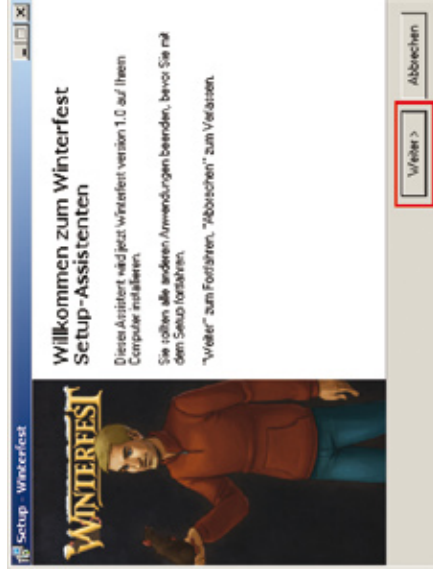 Setup - Winterfest
WINTERFEST
Willkommen zum Winterfest
Setup-Assistenten
Dieser Assistent wird jetzt Winterfest version 1.0 auf Ihrem
Computer installieren.
Sie sollten alle anderen Anwendungen beenden, bevor Sie mit
dem Setup fortfahren.
"Weiter" zum Fortfahren, "Abbrechen" zum Verlassen.
Weiter >
Abbrechen